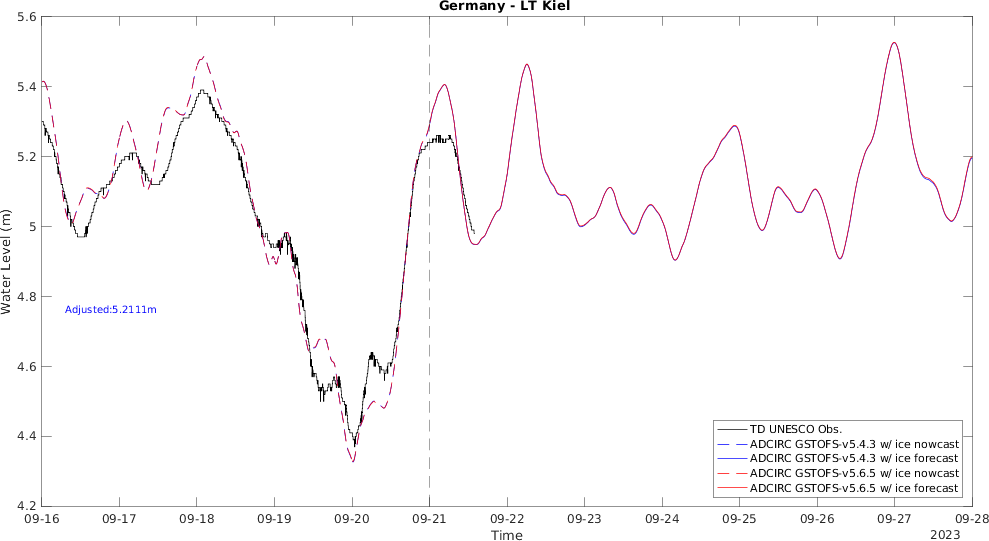 Germany - LT Kiel
5.6
5.4
5.2
5
4.8
4.6
4.4
4.2
Water Level (m)
Adjusted:5.2111m
TD UNESCO Obs.
ADCIRC GSTOFS-v5.4.3 w/ ice nowcast
ADCIRC GSTOFS-v5.4.3 w/ ice forecast
ADCIRC GSTOFS-v5.6.5 w/ ice nowcast
ADCIRC GSTOFS-v5.6.5 w/ ice forecast
09-16 09-17 09-18 09-19 09-20 09-21 09-22 09-23 09-24 09-25 09-26 09-27 09-28
Time
2023